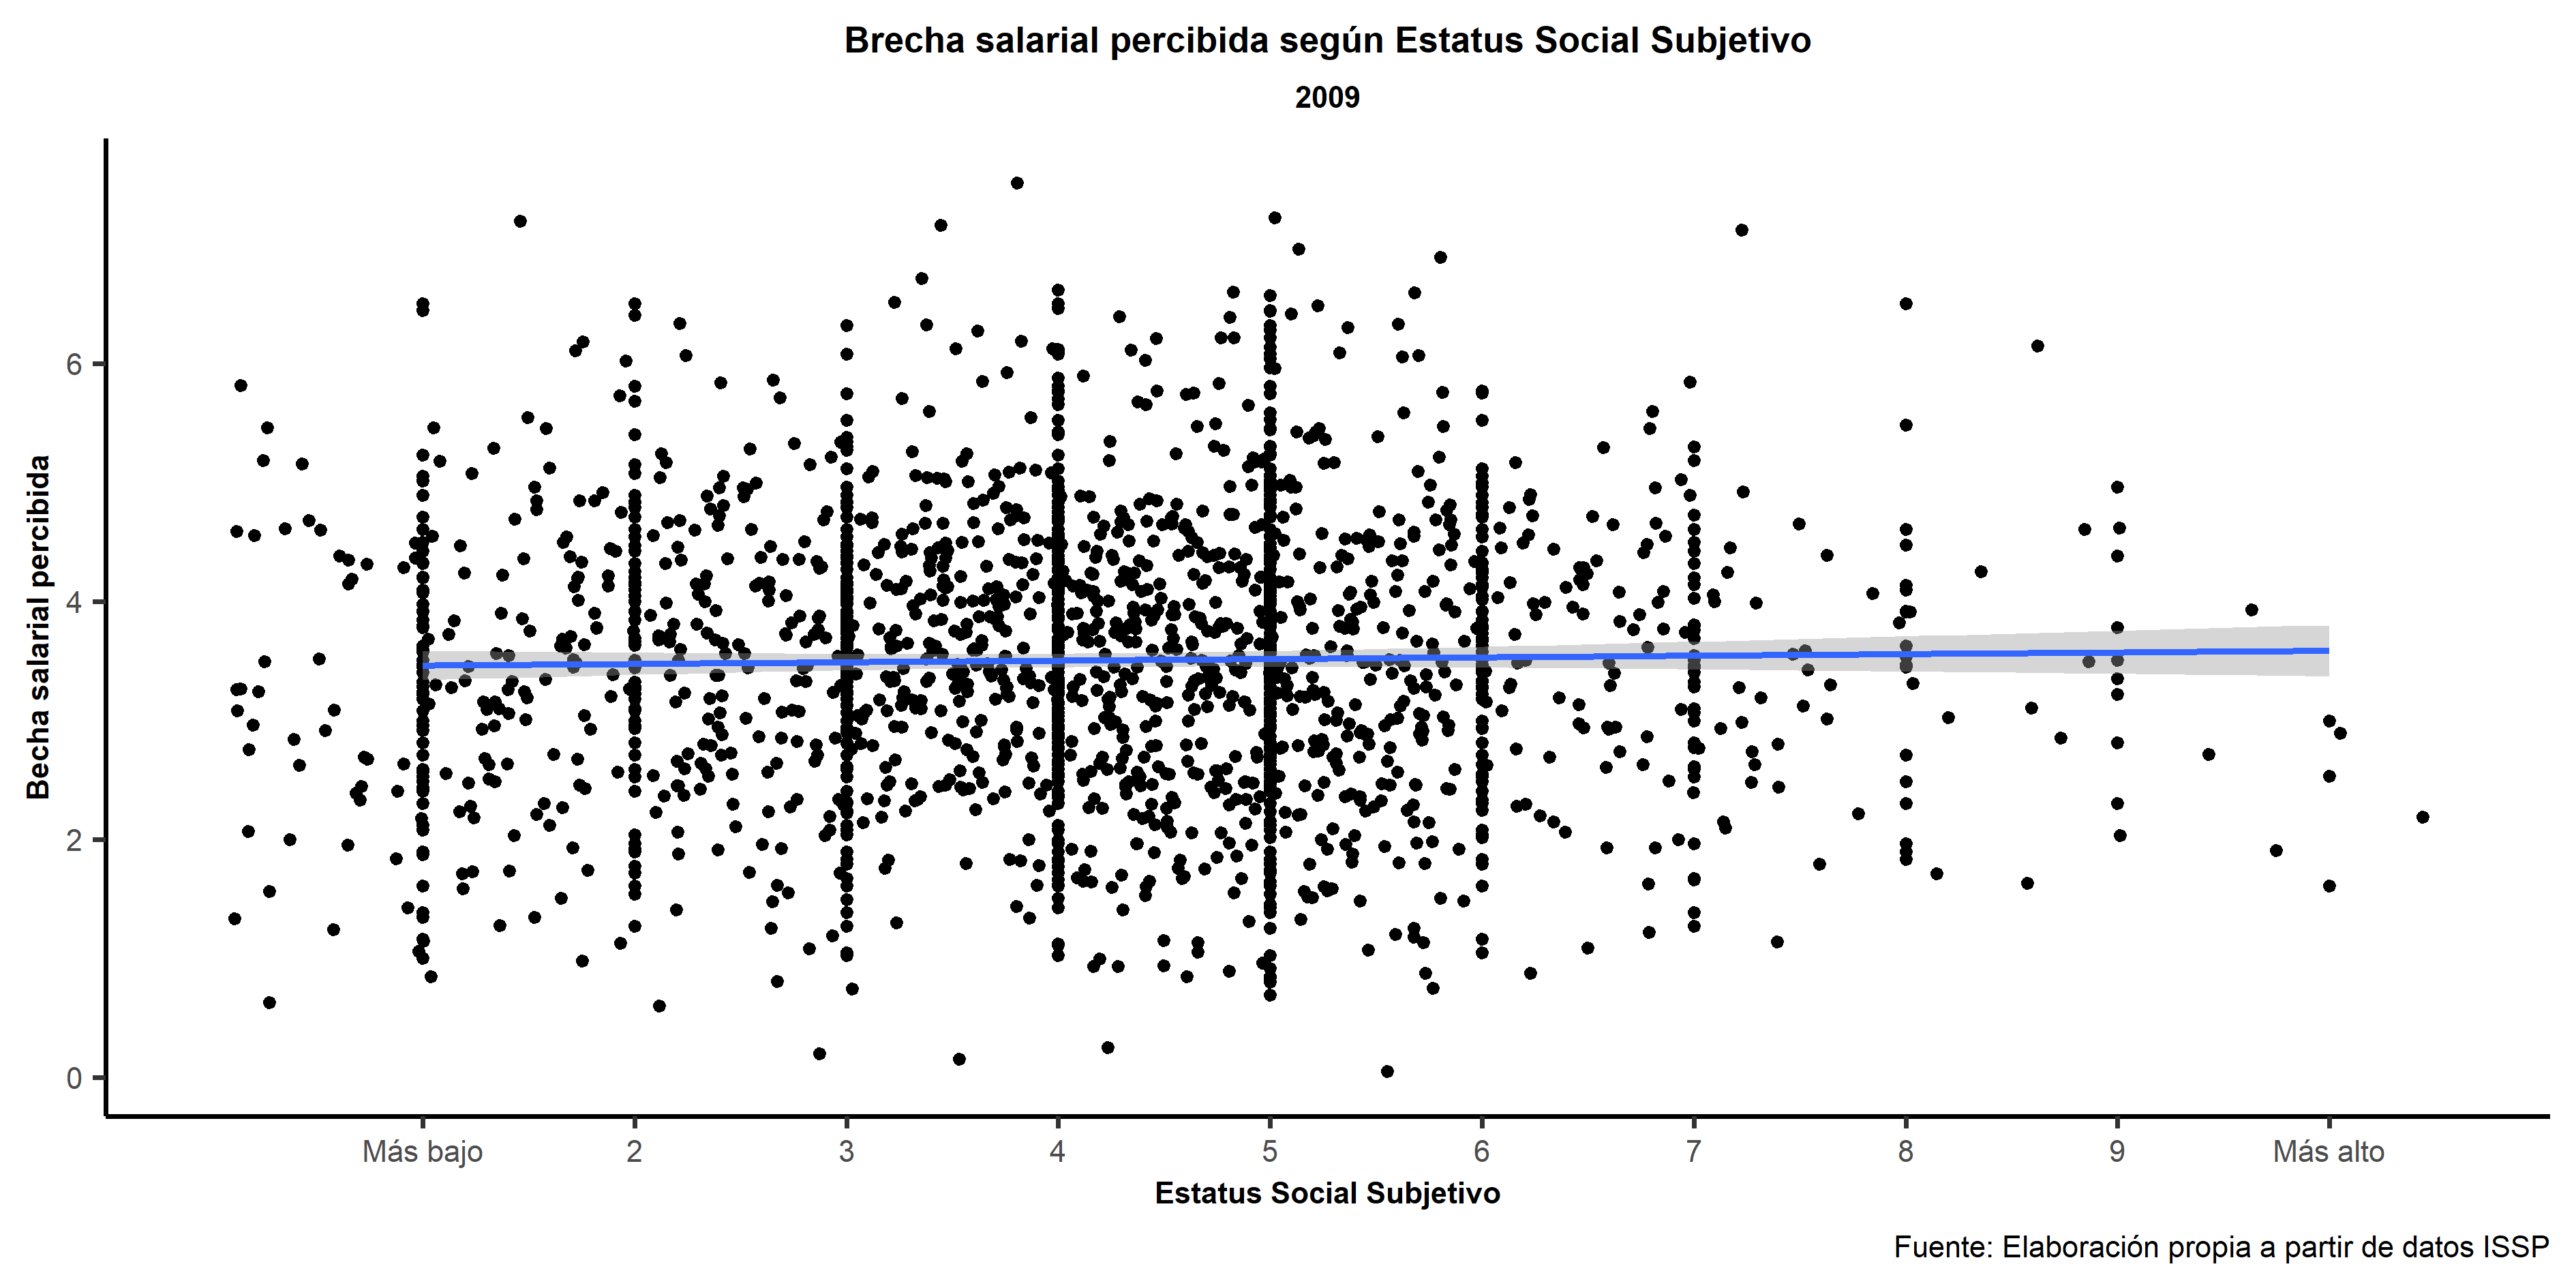 Brecha salarial percibida según Estatus Social Subjetivo
2009
Becha salarial percibida
6
4
2
0
Más bajo 2 3 4 5 6 7 8 9 Más alto
Estatus Social Subjetivo
Fuente: Elaboración propia a partir de datos ISSP